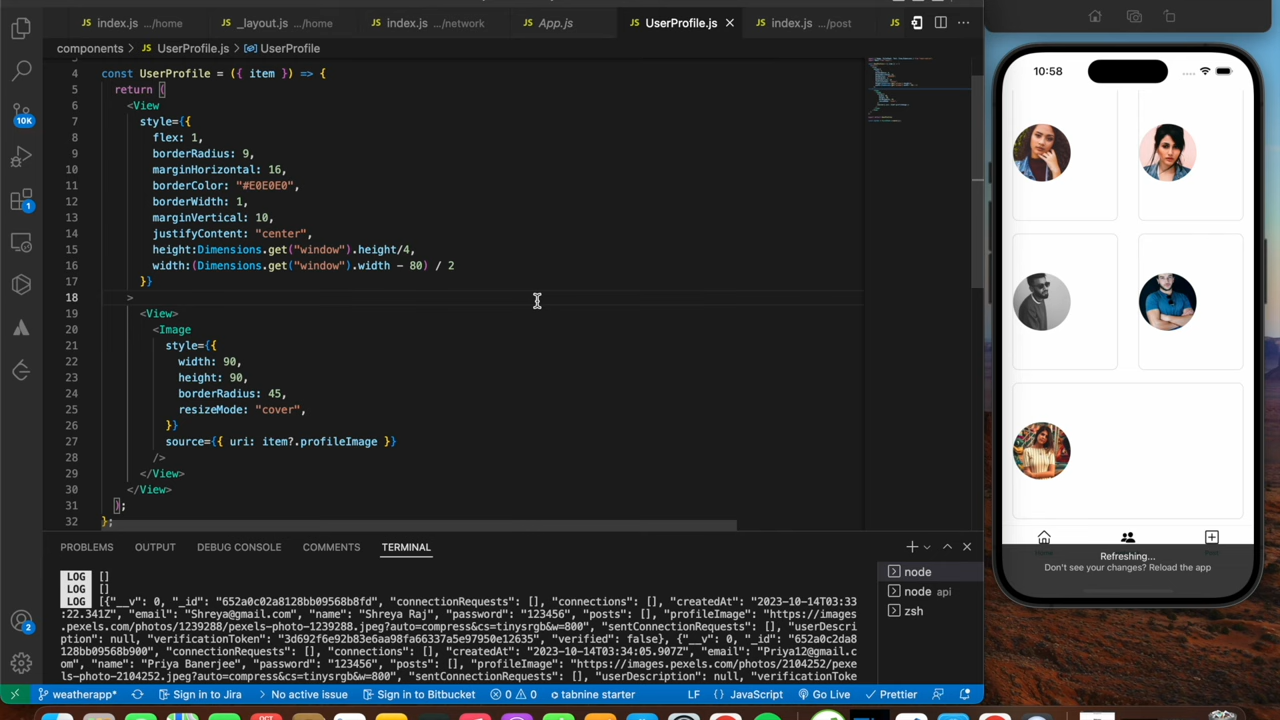 index.js .../home
_layout.js .../home
index.js .../network
App.js
UserProfile.js
index.js .../post
components > UserProfile.js > UserProfile
4 const UserProfile = ({ item }) => {
5 return (
6 <View
7 style={{
8 flex: 1,
9 borderRadius: 9,
10 marginHorizontal: 16,
11 borderColor: "#E0E0E0",
12 borderWidth: 1,
13 marginVertical: 10,
14 justifyContent: "center",
15 height:Dimensions.get("window").height/4,
16 width:(Dimensions.get("window").width - 80) / 2
17 }}
18 >
19 <View>
20 <Image
21 style={{
22 width: 90,
23 height: 90,
24 borderRadius: 45,
25 resizeMode: "cover",
26 }}
27 source={{ uri: item?.profileImage }}
28 />
29 </View>
30 </View>
31 );
32 };
10K
1
2
PROBLEMS OUTPUT DEBUG CONSOLE COMMENTS TERMINAL
LOG []
LOG []
LOG [{"__v": 0, "_id": "652a0c02a8128bb09568b8fd", "connectionRequests": [], "connections": [], "createdAt": "2023-10-14T03:33
:22.341Z", "email": "Shreya@gmail.com", "name": "Shreya Raj", "password": "123456", "posts": [], "profileImage": "https://images
.pexels.com/photos/1239288/pexels-photo-1239288.jpeg?auto=compress&cs=tinysrgb&w=800", "sentConnectionRequests": [], "userDescri
ption": null, "verificationToken": "3d692f6e92b83e6aa98fa66337a5e97950e12635", "verified": false}, {"__v": 0, "_id": "652a0c2da8
128bb09568b900", "connectionRequests": [], "connections": [], "createdAt": "2023-10-14T03:34:05.907Z", "email": "Priya12@gmail.c
om", "name": "Priya Banerjee", "password": "123456", "posts": [], "profileImage": "https://images.pexels.com/photos/2104252/pexe
ls-photo-2104252.jpeg?auto=compress&cs=tinysrgb&w=800", "sentConnectionRequests": [], "userDescription": null, "verificationToke
node
node api
zsh
weatherapp* Sign in to Jira No active issue Sign in to Bitbucket 0 0 tabnine starter LF {} JavaScript Go Live Prettier
10:58
Refreshing...
Don't see your changes? Reload the app